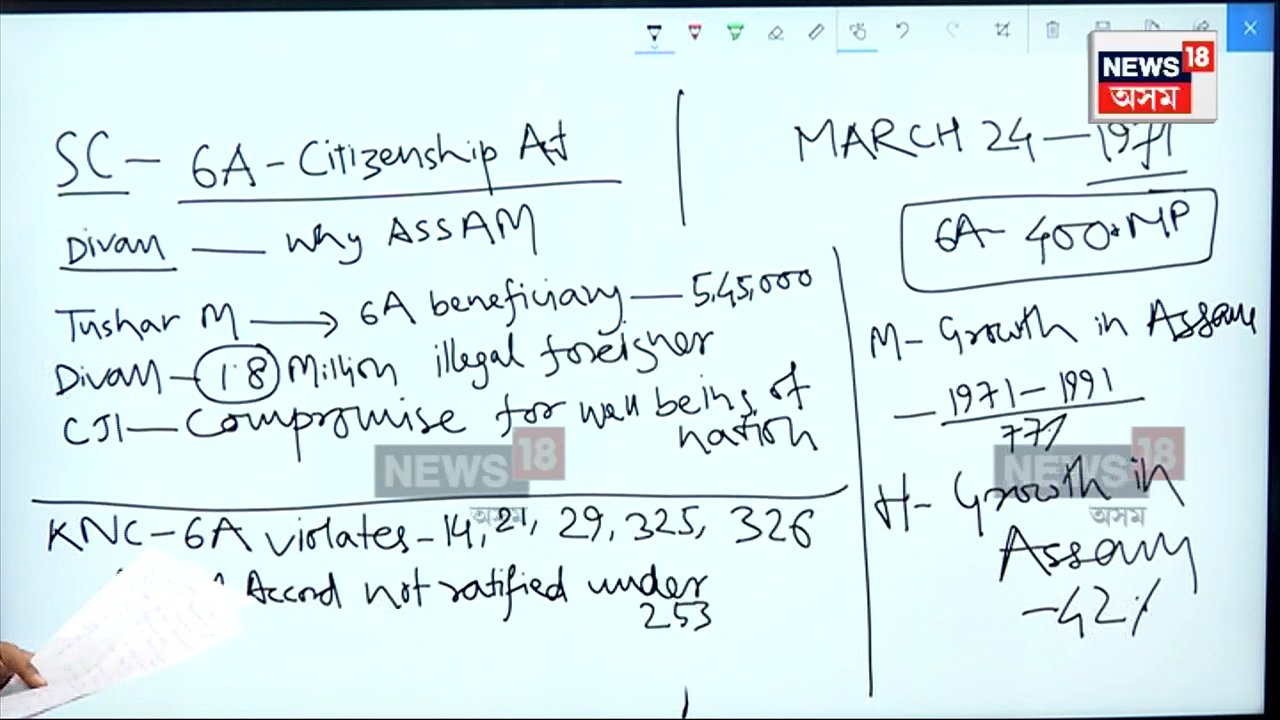 SC- 6A-Citizenship Act
Divan — Why ASSAM
Tushar M → 6A beneficiary — 5,45,000
Divan- 1.8 Million illegal foreigner
CJI- Compromise for well being of
nation
KNC-6A violates-14, 21, 29, 325, 326
Accord not ratified under
253
MARCH 24-1971
6A- 400.MP
M- Growth in Assam
- 1971-1991
77%
H- Growth in
Assam
-42%
NEWS 18
অসম
NEWS 18
অসম
NEWS 18
অসম